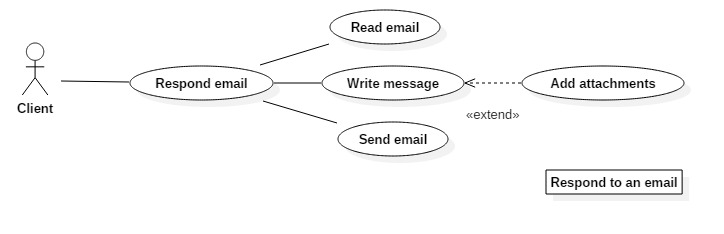 Read email
Client
Respond email
Write message
Add attachments
«extend»
Send email
Respond to an email